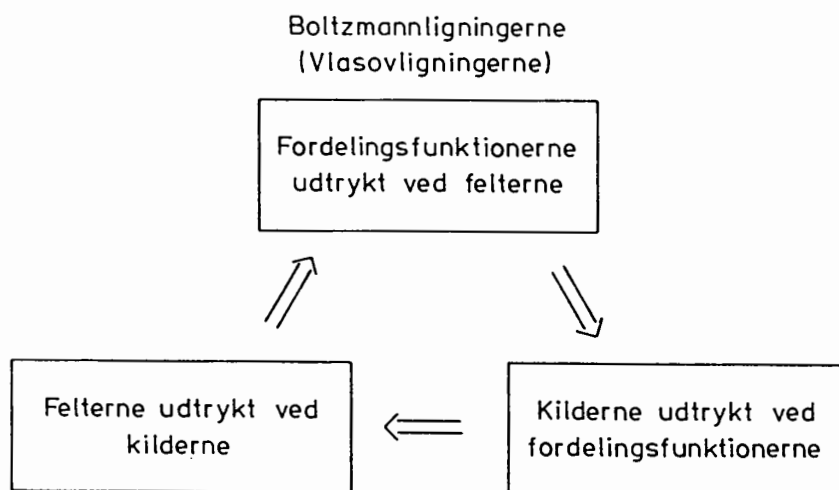 Boltzmannligningerne
(Vlasovligningerne)
Fordelingsfunktionerne
udtrykt ved felterne
Felterne udtrykt ved
kilderne
Kilderne udtrykt ved
fordelingsfunktionerne